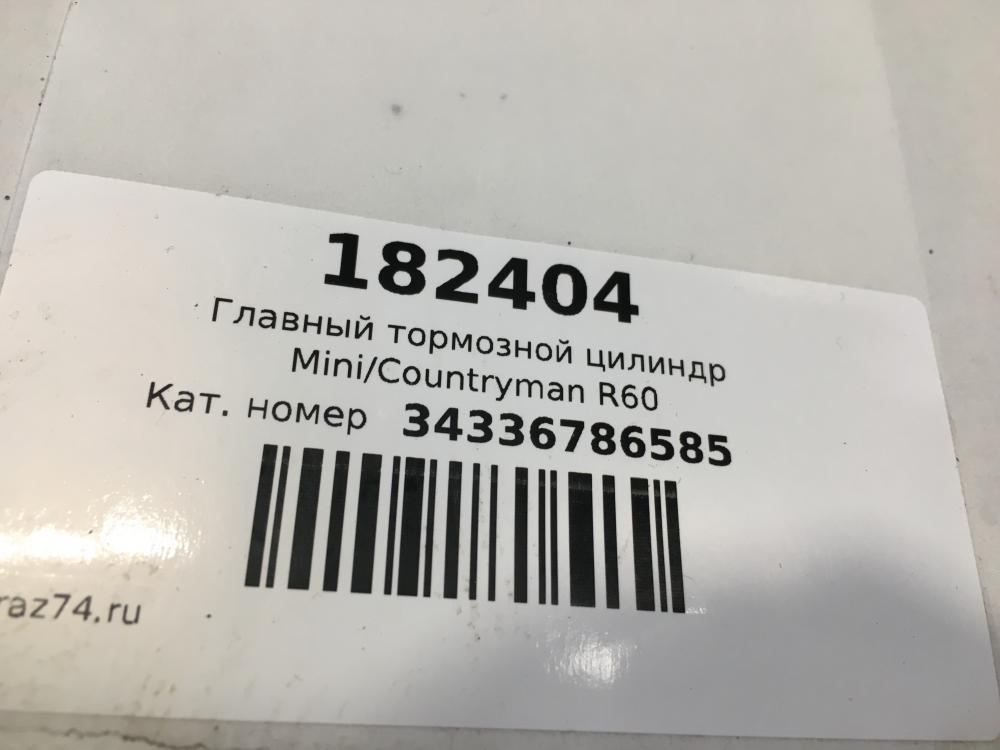 182404
Главный тормозной цилиндр
Mini/Countryman R60
Кат. номер 34336786585
raz74.ru